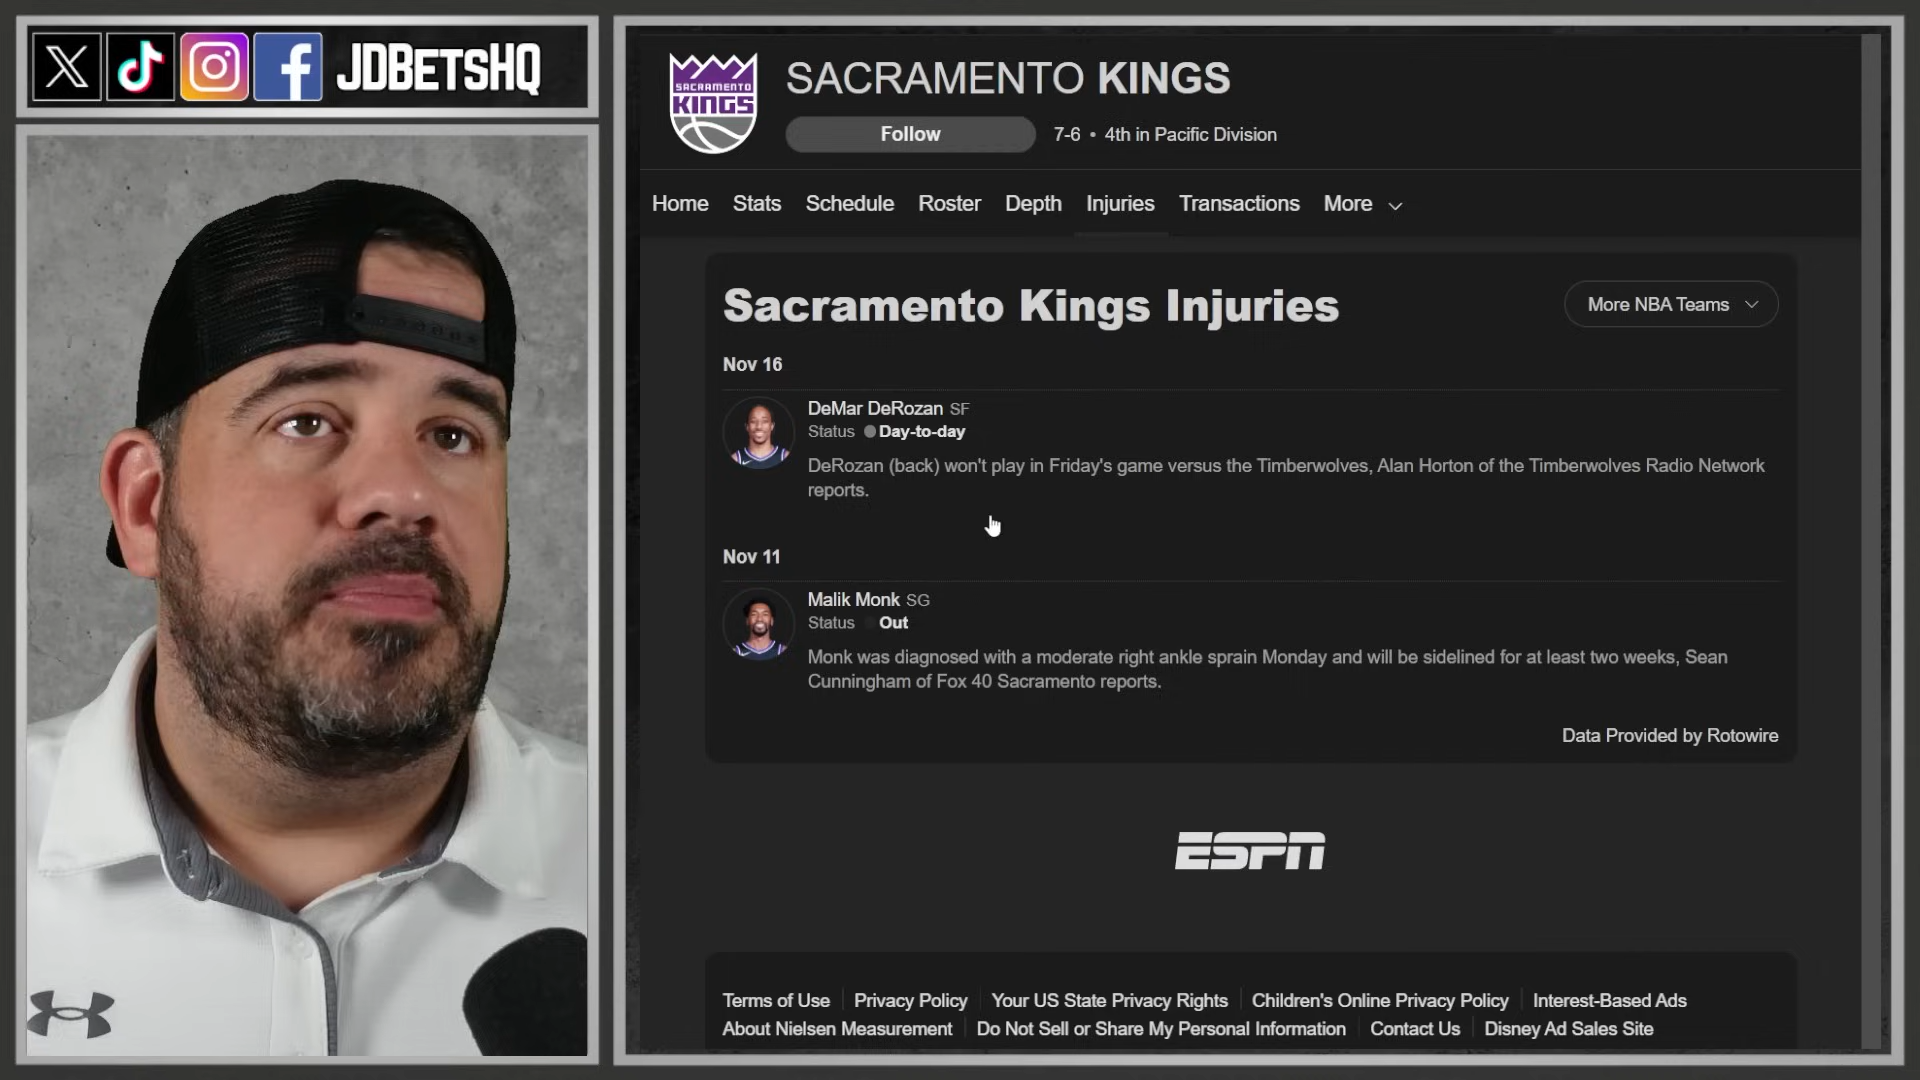 JDBETSHQ
SACRAMENTO
KINGS
SACRAMENTO KINGS
Follow
7-6 • 4th in Pacific Division
Home Stats Schedule Roster Depth Injuries Transactions More
Sacramento Kings Injuries
More NBA Teams
Nov 16
DeMar DeRozan SF
Status Day-to-day
DeRozan (back) won't play in Friday's game versus the Timberwolves, Alan Horton of the Timberwolves Radio Network
reports.
Nov 11
Malik Monk SG
Status Out
Monk was diagnosed with a moderate right ankle sprain Monday and will be sidelined for at least two weeks, Sean
Cunningham of Fox 40 Sacramento reports.
Data Provided by Rotowire
ESPN
Terms of Use Privacy Policy Your US State Privacy Rights Children's Online Privacy Policy Interest-Based Ads
About Nielsen Measurement Do Not Sell or Share My Personal Information Contact Us Disney Ad Sales Site